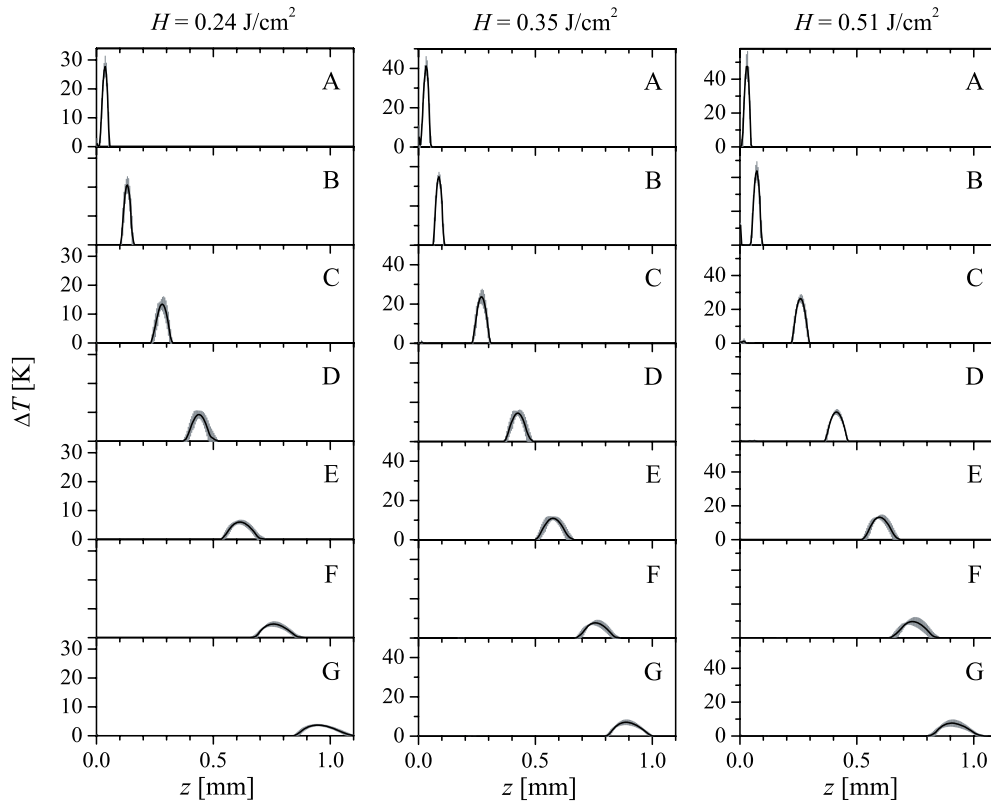 H = 0.24 J/cm² H = 0.35 J/cm² H = 0.51 J/cm²
30 20 10 0 A 40 20 0 A 40 20 0 A
B B B
30 20 10 0 C 40 20 0 C 40 20 0 C
D D D
30 20 10 0 E 40 20 0 E 40 20 0 E
F F F
30 20 10 0 G 40 20 0 G 40 20 0 G
0.0 0.5 1.0 0.0 0.5 1.0 0.0 0.5 1.0
z [mm] z [mm] z [mm]
ΔT [K]